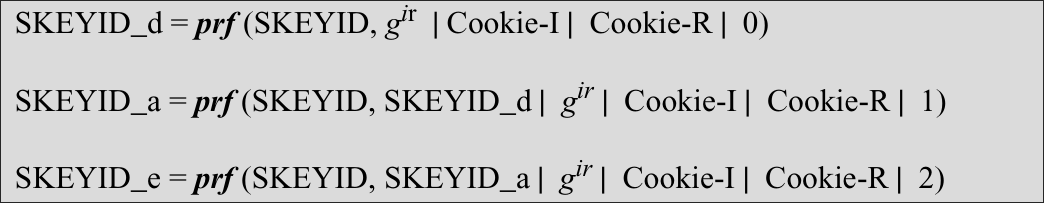 SKEYID_d = prf (SKEYID, g^ir | Cookie-I | Cookie-R | 0)
SKEYID_a = prf (SKEYID, SKEYID_d | g^ir | Cookie-I | Cookie-R | 1)
SKEYID_e = prf (SKEYID, SKEYID_a | g^ir | Cookie-I | Cookie-R | 2)